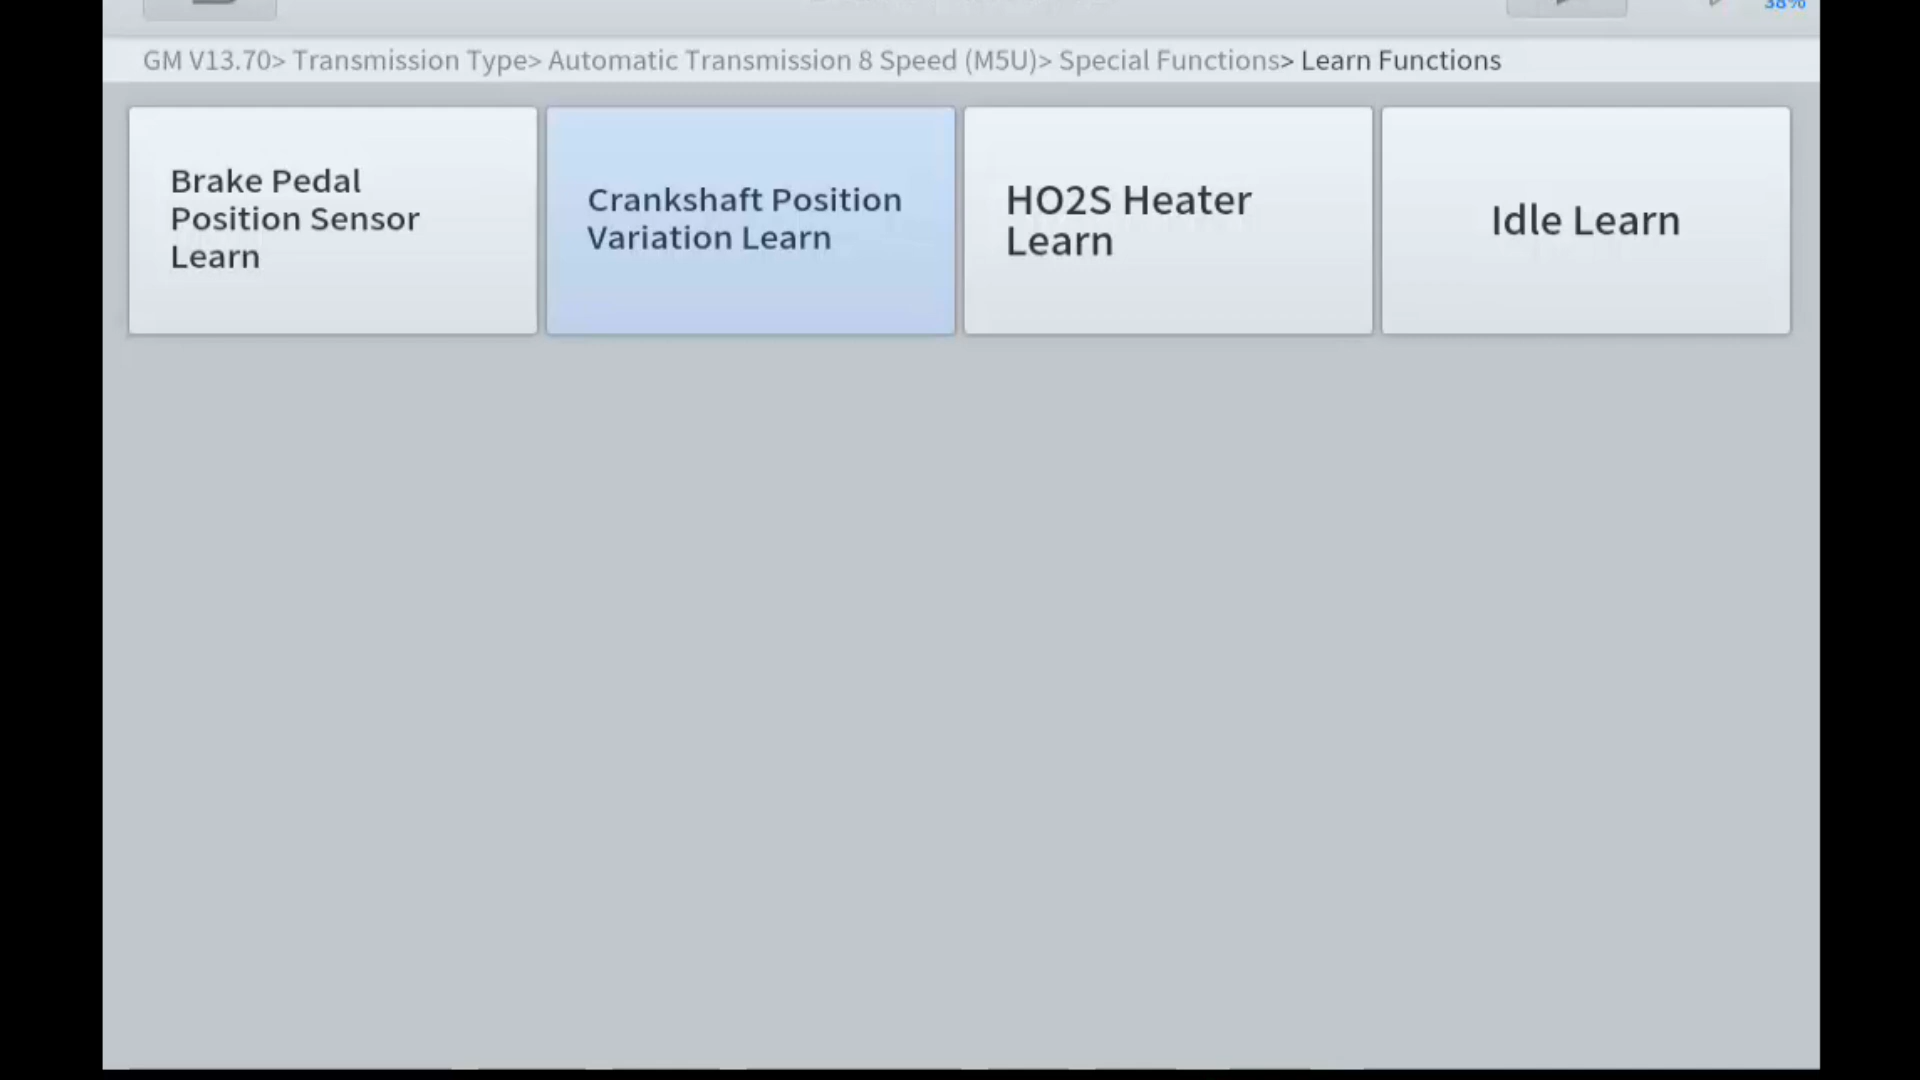 38%
GM V13.70> Transmission Type> Automatic Transmission 8 Speed (M5U)> Special Functions> Learn Functions
Brake Pedal
Position Sensor
Learn
Crankshaft Position
Variation Learn
HO2S Heater
Learn
Idle Learn